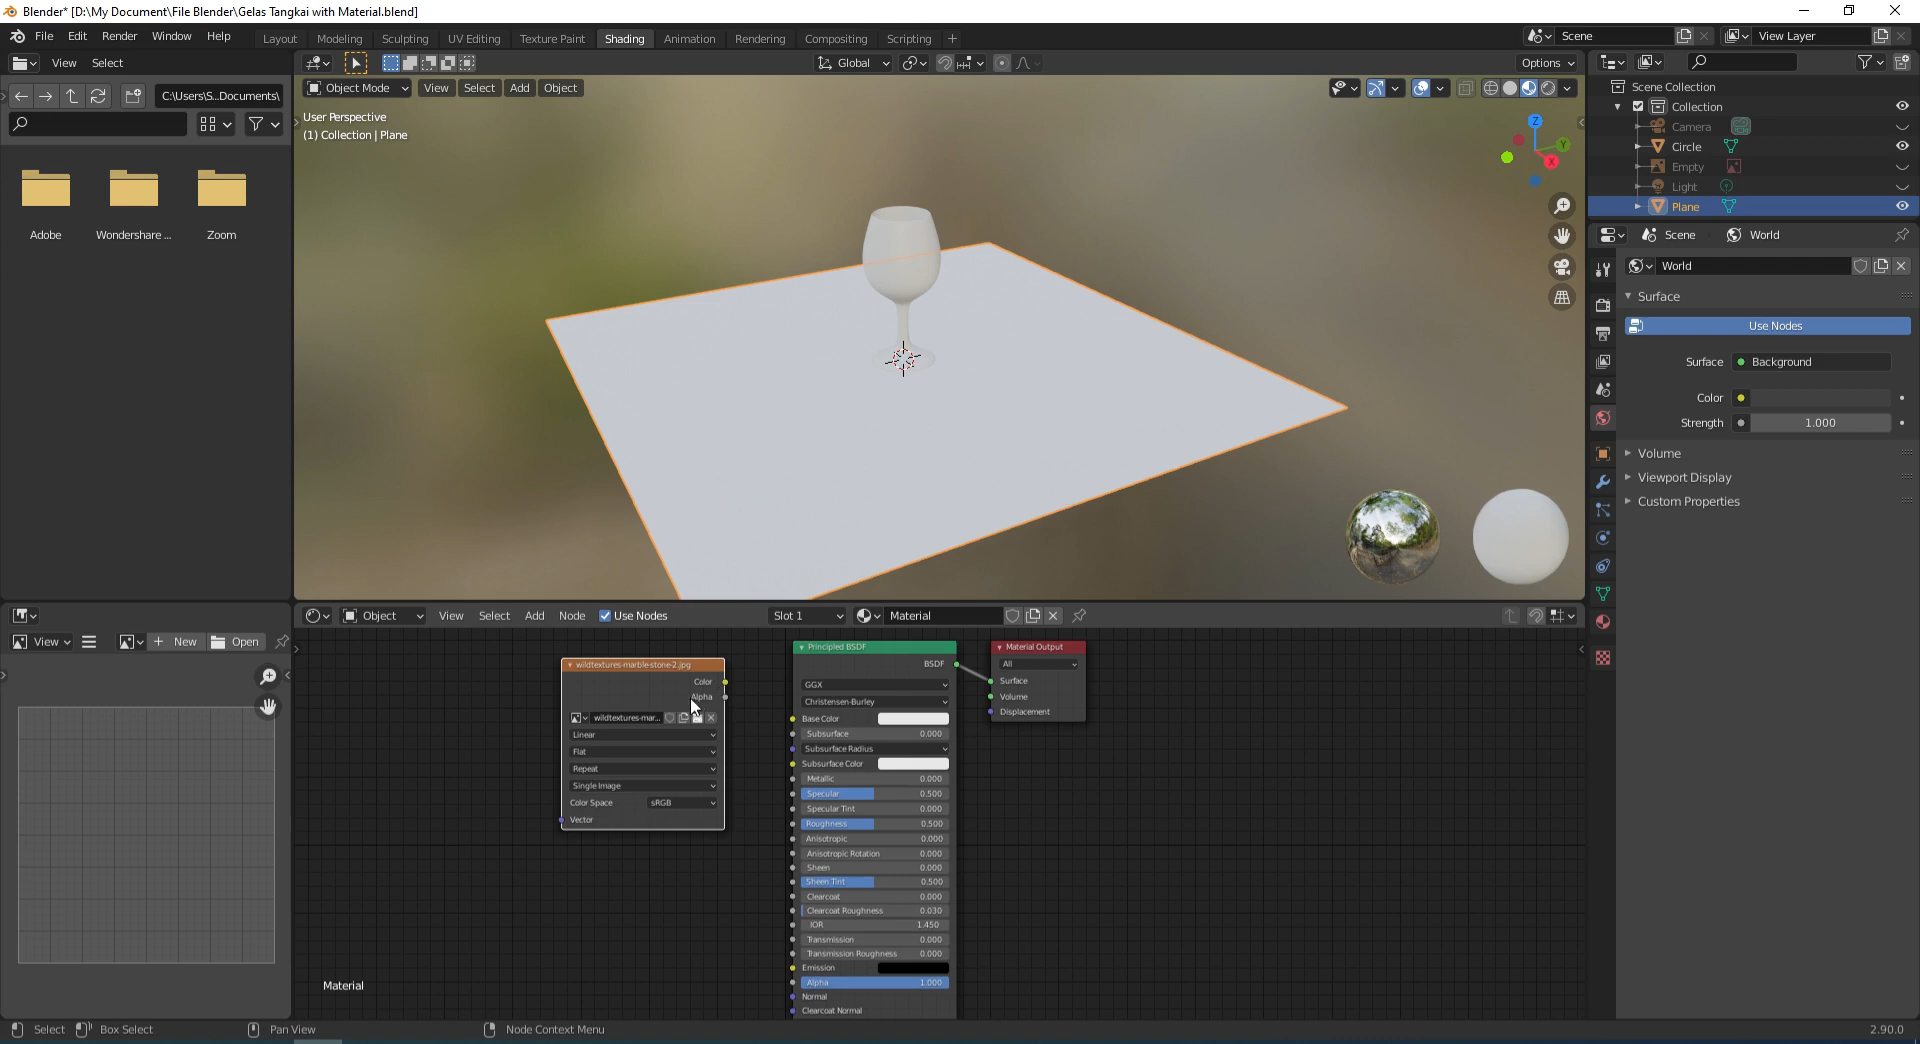 Blender* [D:\My Document\File Blender\Gelas Tangkai with Material.blend]
File Edit Render Window Help Layout Modeling Sculpting UV Editing Texture Paint Shading Animation Rendering Compositing Scripting + Scene View Layer
View Select
Global
Options
C:\Users\S...Documents\
Object Mode View Select Add Object
User Perspective
(1) Collection | Plane
Adobe Wondershare ... Zoom
Z
Y
X
Scene Collection
Collection
Camera
Circle
Empty
Light
Plane
Scene World
World
Surface
Use Nodes
Surface Background
Color
Strength 1.000
Volume
Viewport Display
Custom Properties
View New Open
Object View Select Add Node Use Nodes Slot 1 Material
wildtextures-marble-stone-2.jpg
Color
Alpha
wildtextures-mar...
Linear
Flat
Repeat
Single Image
Color Space sRGB
Vector
Principled BSDF
BSDF
GGX
Christensen-Burley
Base Color
Subsurface 0.000
Subsurface Radius
Subsurface Color
Metallic 0.000
Specular 0.500
Specular Tint 0.000
Roughness 0.500
Anisotropic 0.000
Anisotropic Rotation 0.000
Sheen 0.000
Sheen Tint 0.500
Clearcoat 0.000
Clearcoat Roughness 0.030
IOR 1.450
Transmission 0.000
Transmission Roughness 0.000
Emission
Alpha 1.000
Normal
Clearcoat Normal
Material Output
All
Surface
Volume
Displacement
Material
Select Box Select Pan View Node Context Menu 2.90.0